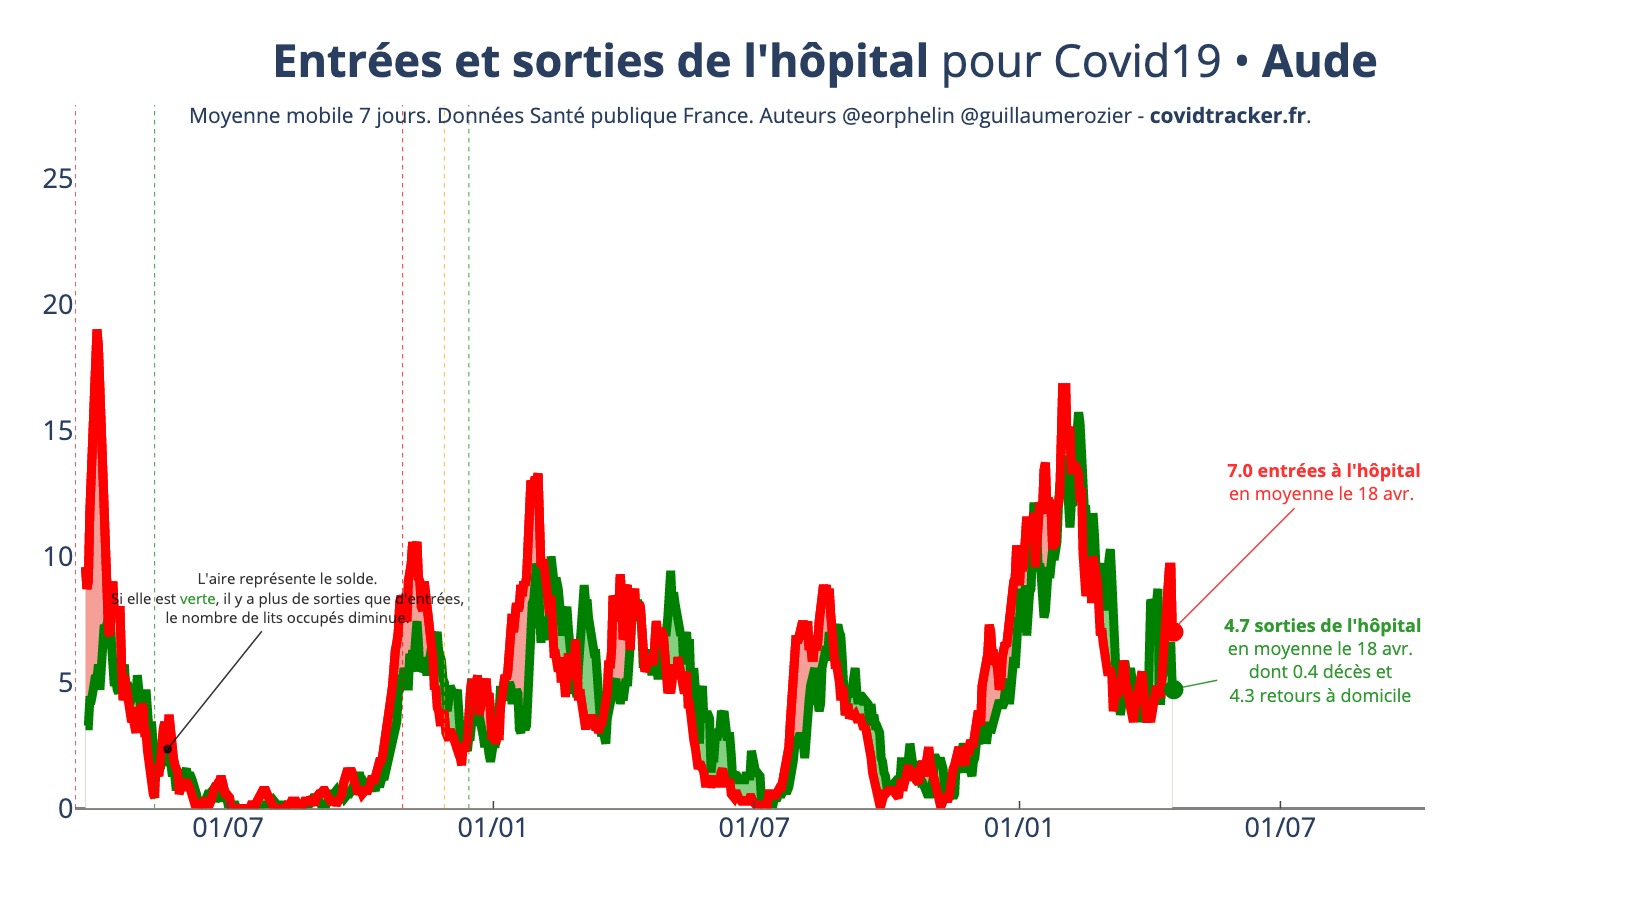 Entrées et sorties de l'hôpital pour Covid19 • Aude
Moyenne mobile 7 jours. Données Santé publique France. Auteurs @eorphelin @guillaumerozier - covidtracker.fr.
25
20
15
10
5
0
L'aire représente le solde.
Si elle est verte, il y a plus de sorties que d'entrées,
le nombre de lits occupés diminue.
7.0 entrées à l'hôpital
en moyenne le 18 avr.
4.7 sorties de l'hôpital
en moyenne le 18 avr.
dont 0.4 décès et
4.3 retours à domicile
01/07
01/01
01/07
01/01
01/07